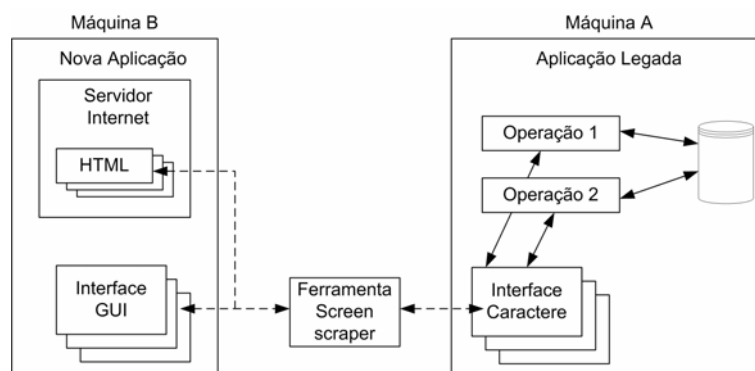 Máquina B
Máquina A
Nova Aplicação
Aplicação Legada
Servidor
Internet
HTML
Operação 1
Operação 2
Interface
GUI
Ferramenta
Screen
scraper
Interface
Caractere